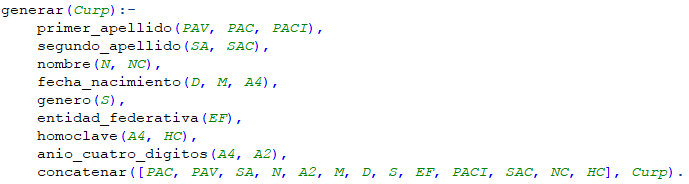 generar(Curp):-
primer_apellido(PAV, PAC, PACI),
segundo_apellido(SA, SAC),
nombre(N, NC),
fecha_nacimiento(D, M, A4),
genero(S),
entidad_federativa(EF),
homoclave(A4, HC),
anio_cuatro_digitos(A4, A2),
concatenar([PAC, PAV, SA, N, A2, M, D, S, EF, PACI, SAC, NC, HC], Curp).